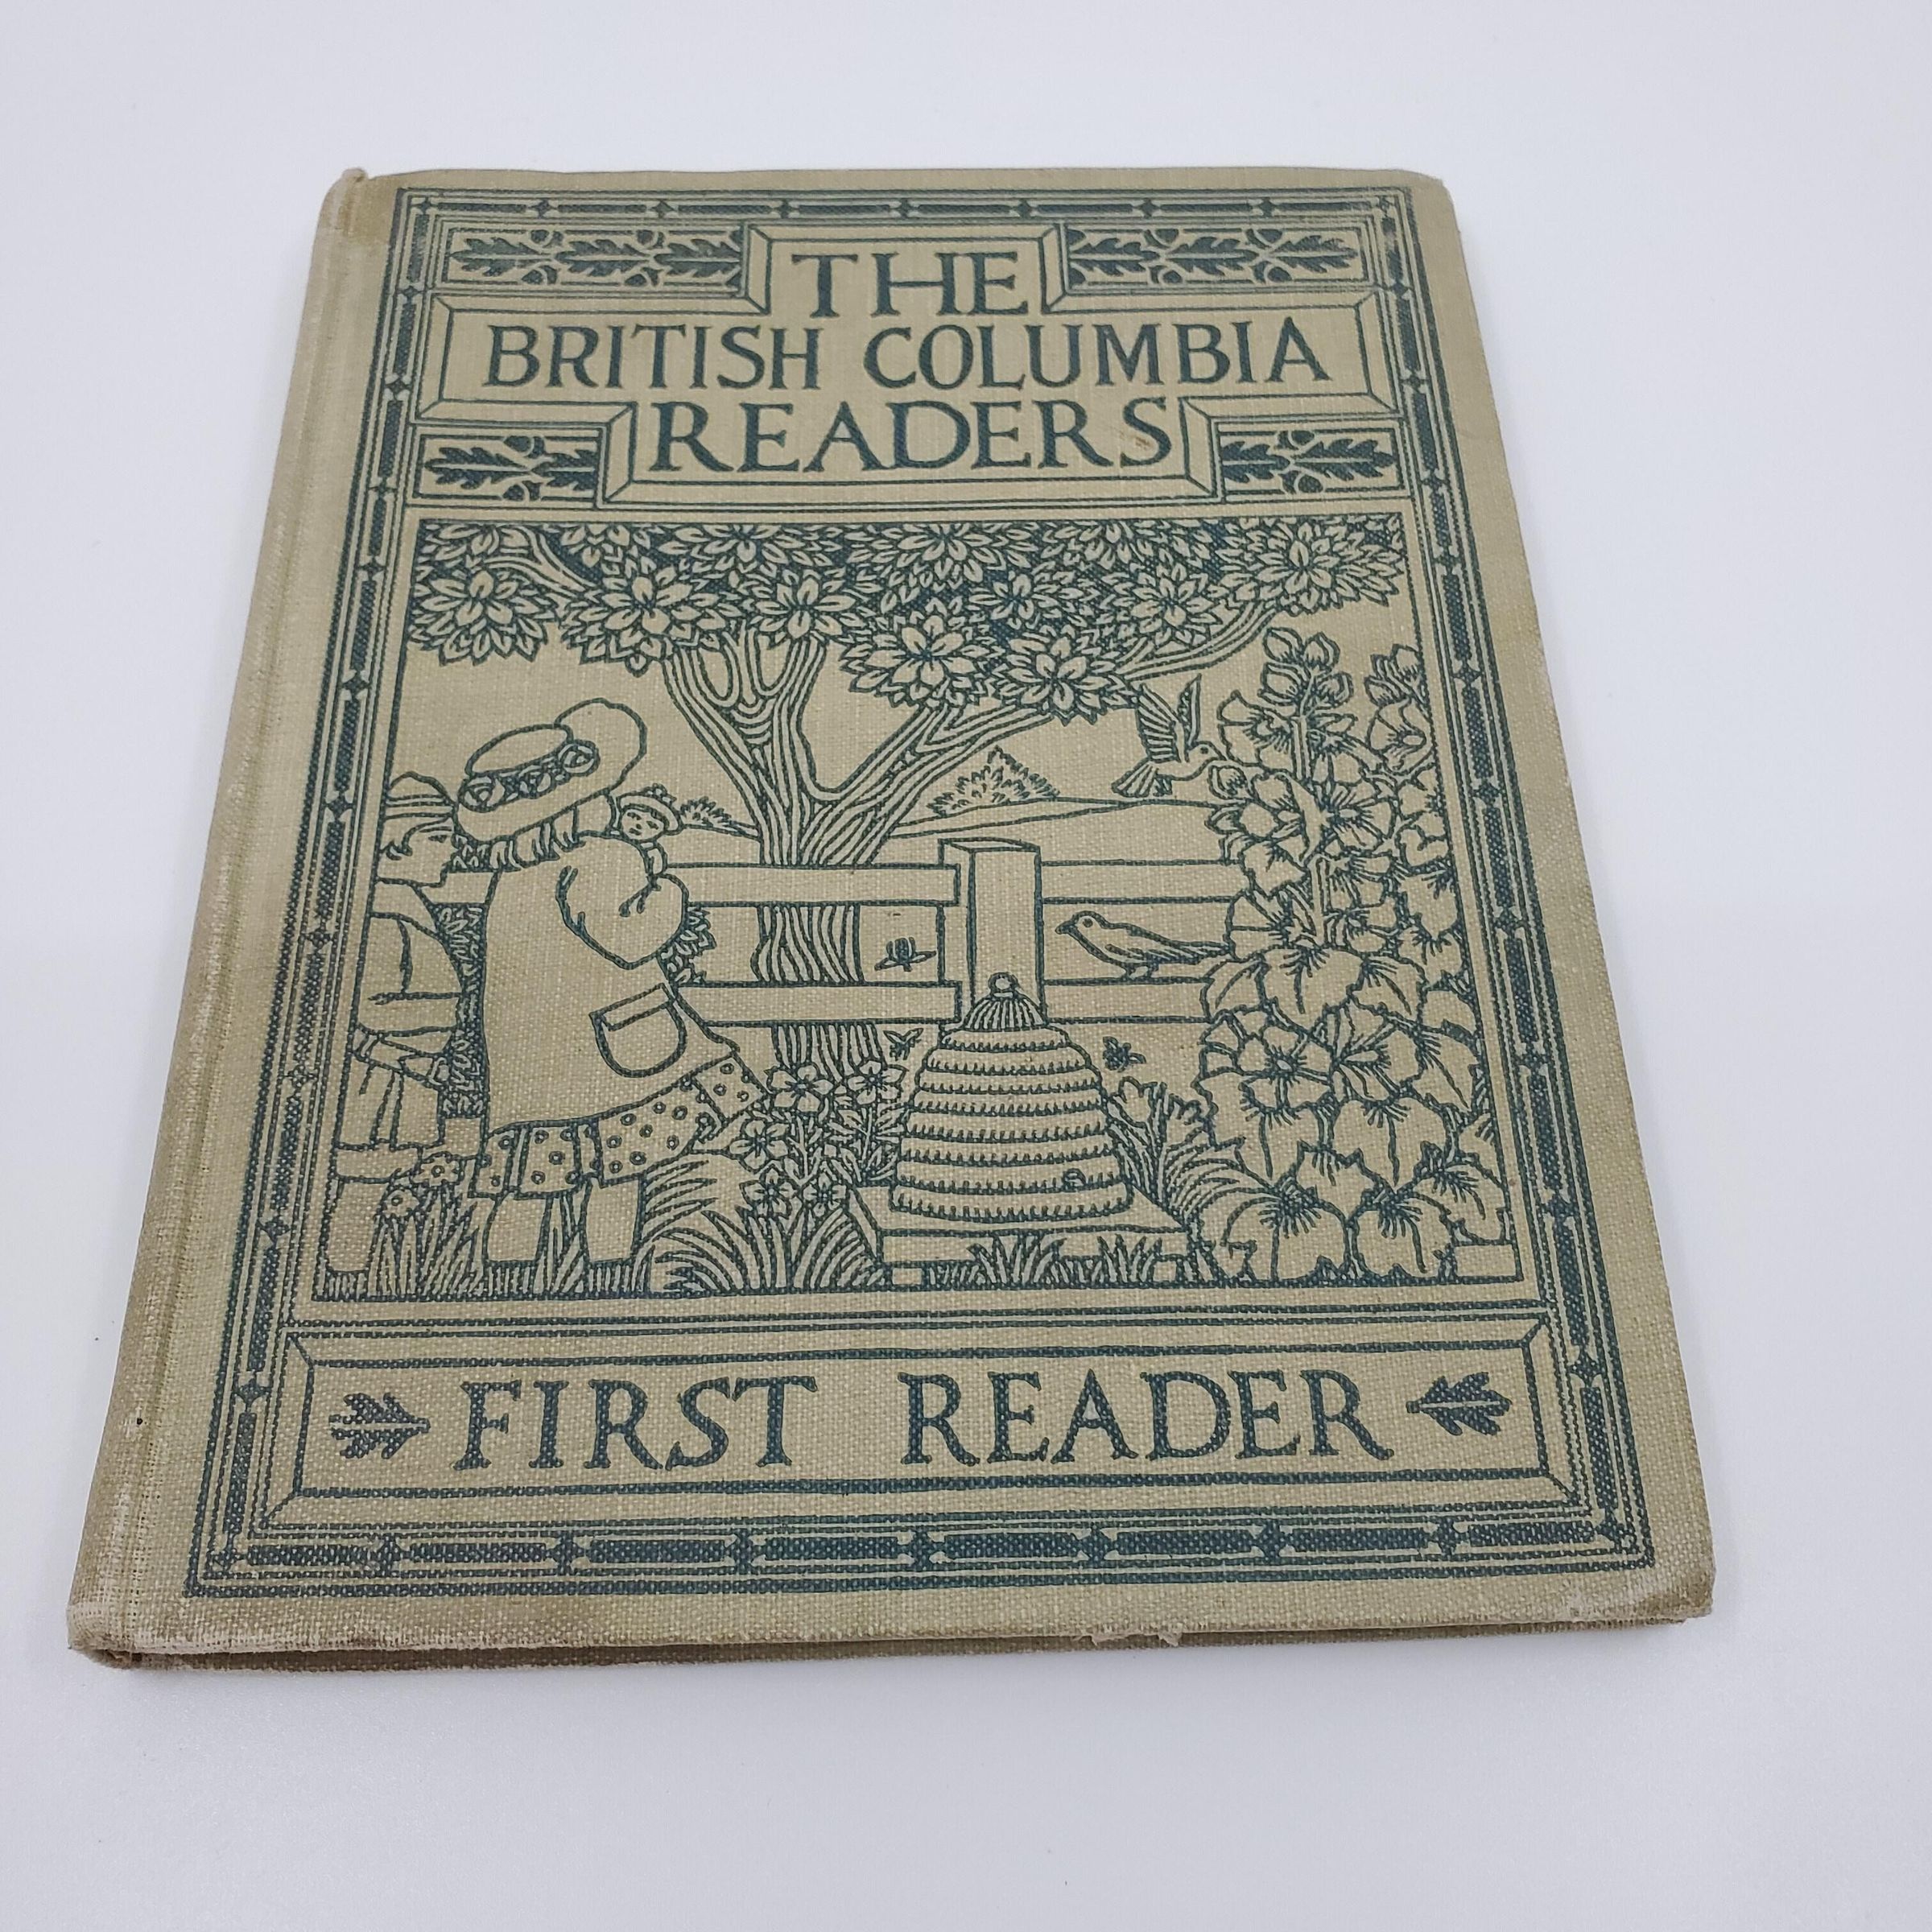 THE
BRITISH COLUMBIA
READERS
FIRST READER